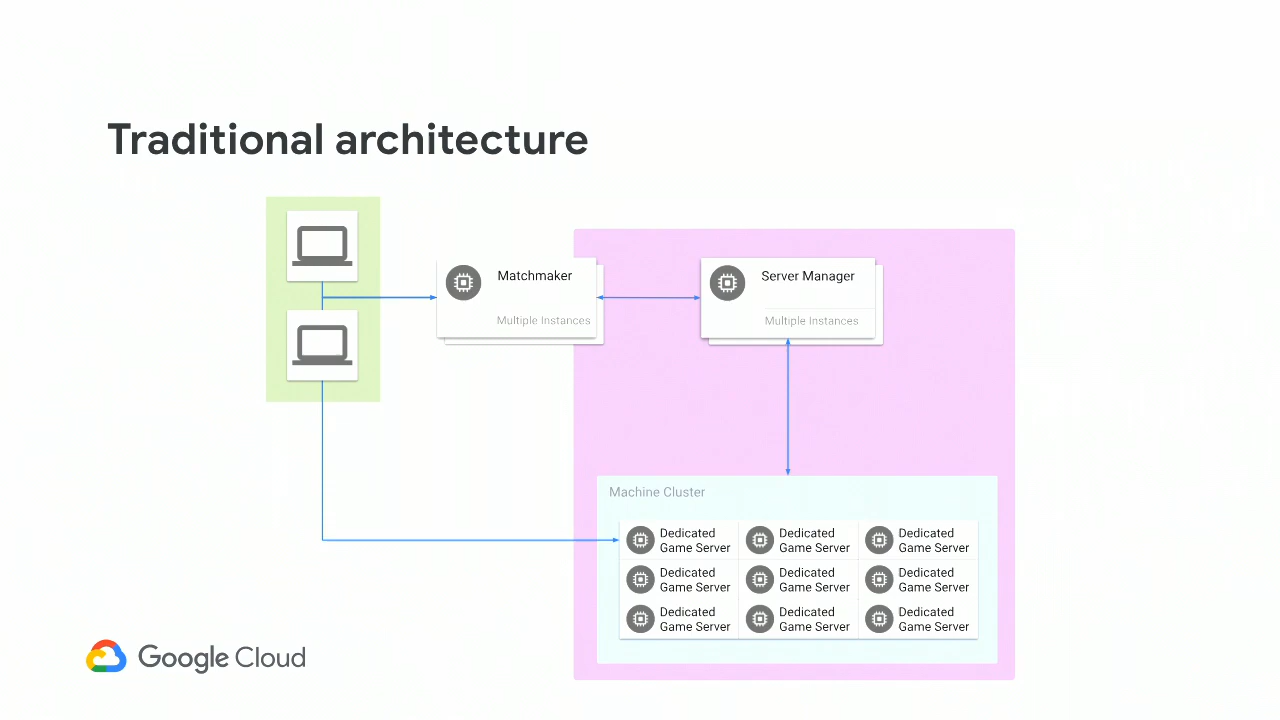 Traditional architecture
Matchmaker
Multiple Instances
Server Manager
Multiple Instances
Machine Cluster
Dedicated
Game Server
Dedicated
Game Server
Dedicated
Game Server
Dedicated
Game Server
Dedicated
Game Server
Dedicated
Game Server
Dedicated
Game Server
Dedicated
Game Server
Dedicated
Game Server
Google Cloud